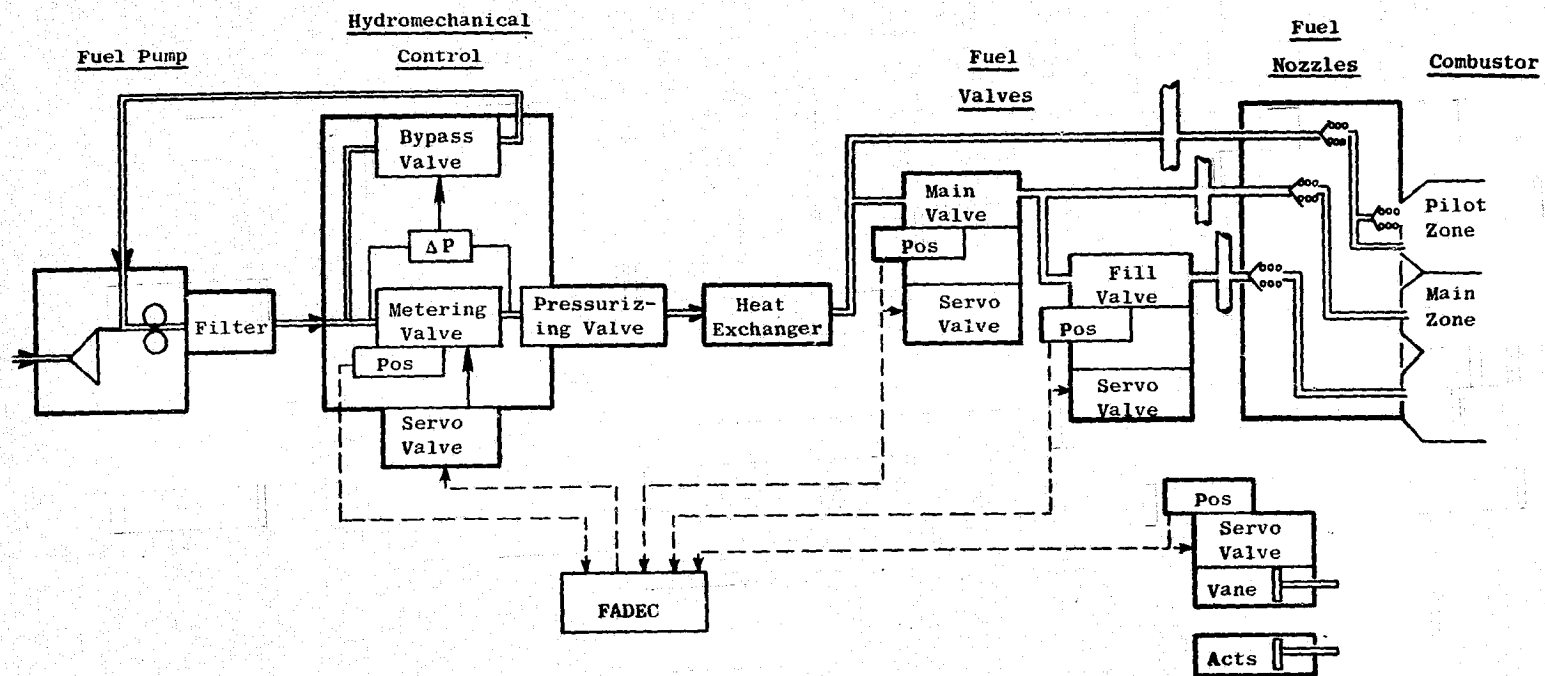 Hydromechanical
Control
Fuel Pump
Fuel
Valves
Fuel
Nozzles
Combustor
Bypass
Valve
ΔP
Metering
Valve
Pos
Servo
Valve
Filter
Pressuriz-
ing Valve
Heat
Exchanger
Main
Valve
Pos
Servo
Valve
Fill
Valve
Pos
Servo
Valve
Pilot
Zone
Main
Zone
FADEC
Pos
Servo
Valve
Vane
Acts